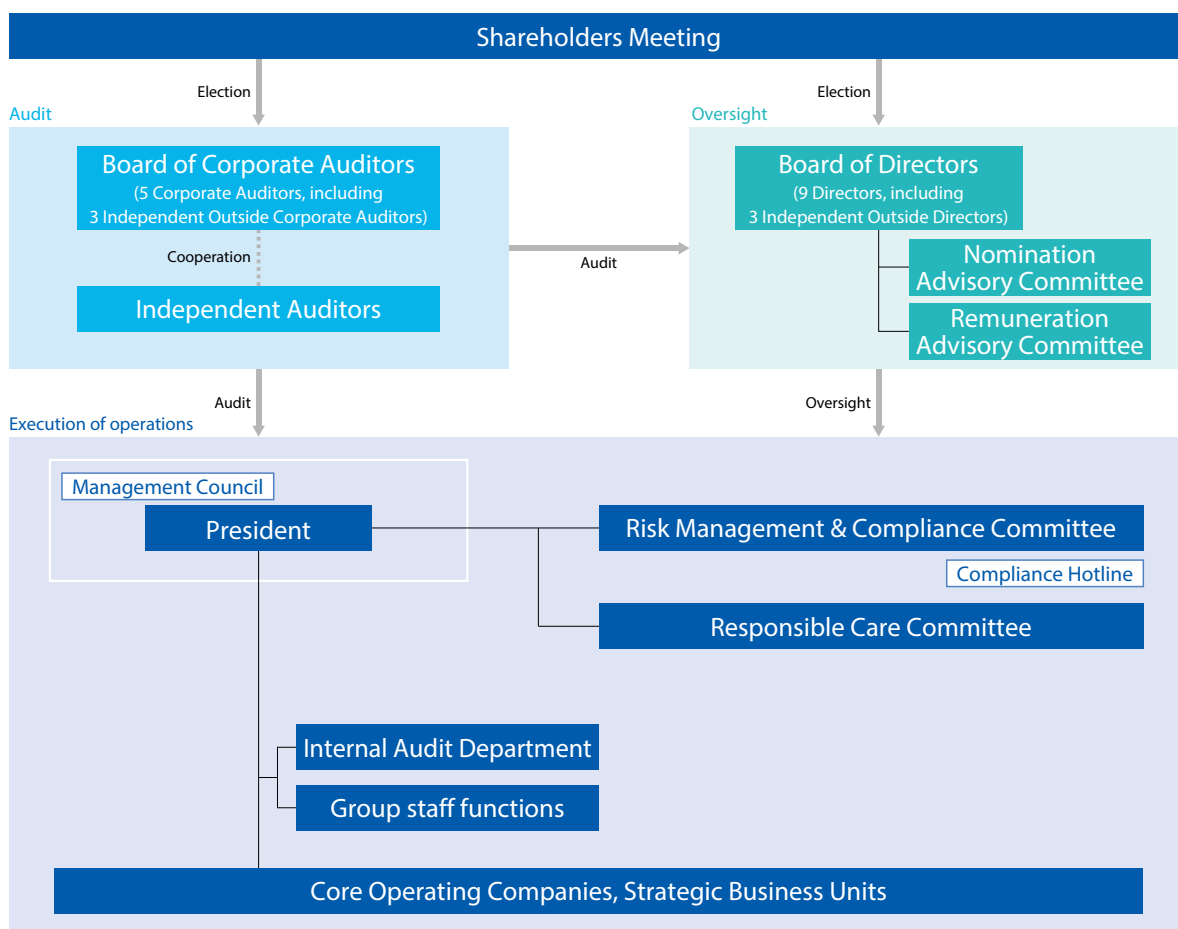 Shareholders Meeting
Election
Election
Audit
Oversight
Board of Corporate Auditors
(5 Corporate Auditors, including
3 Independent Outside Corporate Auditors)
Cooperation
Independent Auditors
Audit
Board of Directors
(9 Directors, including
3 Independent Outside Directors)
Nomination
Advisory Committee
Remuneration
Advisory Committee
Audit
Oversight
Execution of operations
Management Council
President
Risk Management & Compliance Committee
Compliance Hotline
Responsible Care Committee
Internal Audit Department
Group staff functions
Core Operating Companies, Strategic Business Units